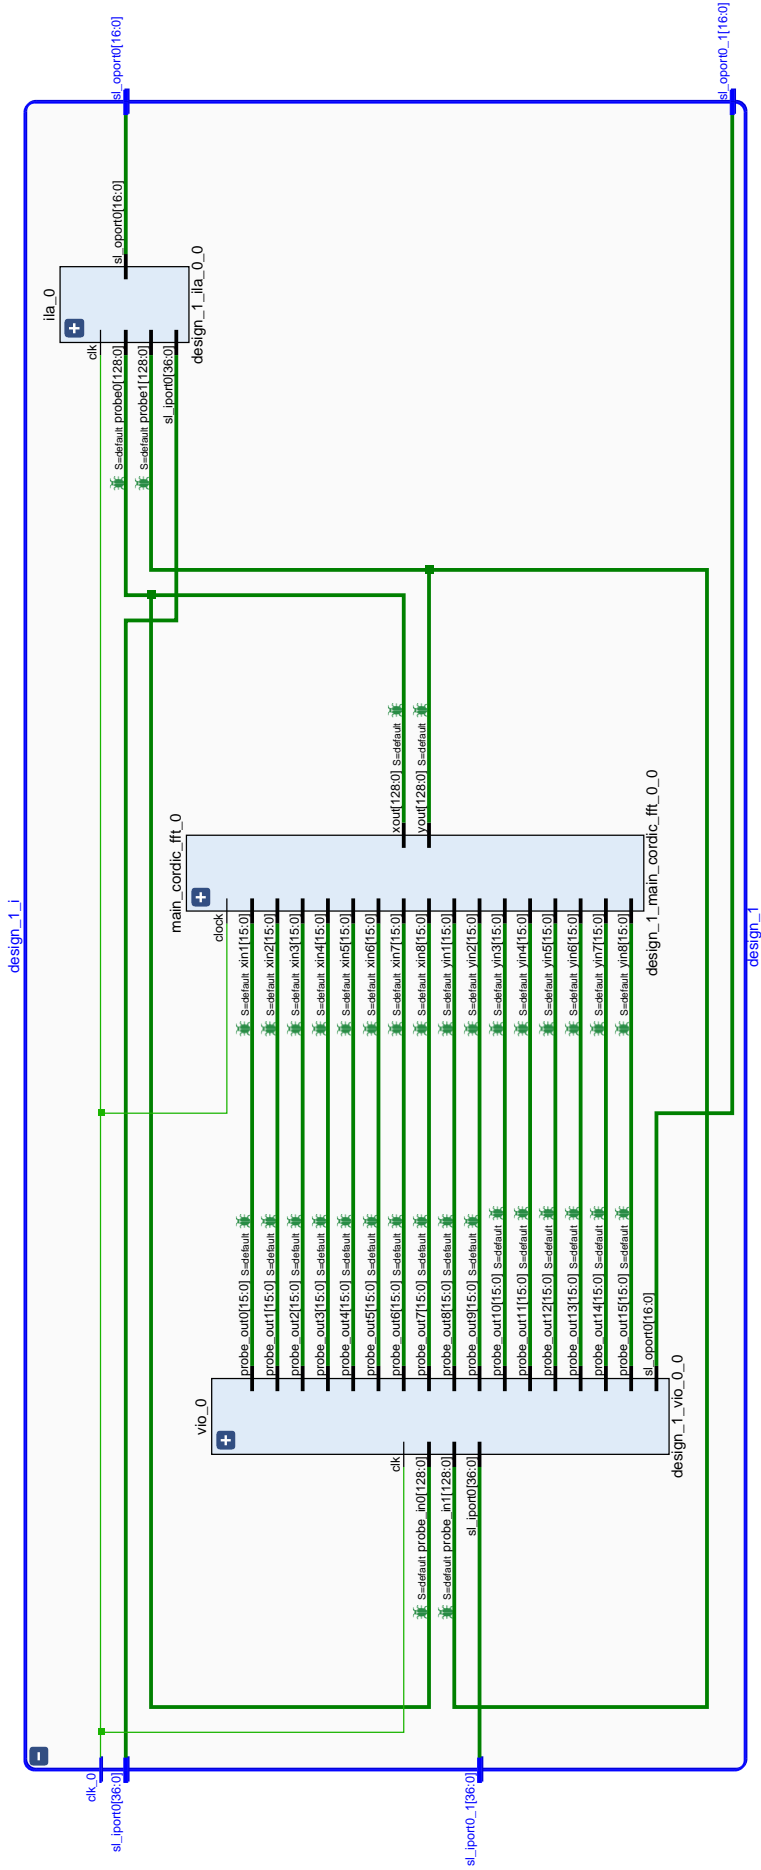 design_1_i
clk_0
sl_iport0[36:0]
sl_iport0_1[36:0]
vio_0
clk
S=default probe_in0[128:0]
S=default probe_in1[128:0]
sl_iport0[36:0]
probe_out0[15:0] S=default
probe_out1[15:0] S=default
probe_out2[15:0] S=default
probe_out3[15:0] S=default
probe_out4[15:0] S=default
probe_out5[15:0] S=default
probe_out6[15:0] S=default
probe_out7[15:0] S=default
probe_out8[15:0] S=default
probe_out9[15:0] S=default
probe_out10[15:0] S=default
probe_out11[15:0] S=default
probe_out12[15:0] S=default
probe_out13[15:0] S=default
probe_out14[15:0] S=default
probe_out15[15:0] S=default
sl_oport0[16:0]
design_1_vio_0_0
main_cordic_fft_0
clock
S=default xin1[15:0]
S=default xin2[15:0]
S=default xin3[15:0]
S=default xin4[15:0]
S=default xin5[15:0]
S=default xin6[15:0]
S=default xin7[15:0]
S=default xin8[15:0]
S=default yin1[15:0]
S=default yin2[15:0]
S=default yin3[15:0]
S=default yin4[15:0]
S=default yin5[15:0]
S=default yin6[15:0]
S=default yin7[15:0]
S=default yin8[15:0]
xout[128:0] S=default
yout[128:0] S=default
design_1_main_cordic_fft_0_0
ila_0
clk
S=default probe0[128:0]
S=default probe1[128:0]
sl_iport0[36:0]
sl_oport0[16:0]
design_1_ila_0_0
sl_oport0[16:0]
sl_oport0_1[16:0]
design_1